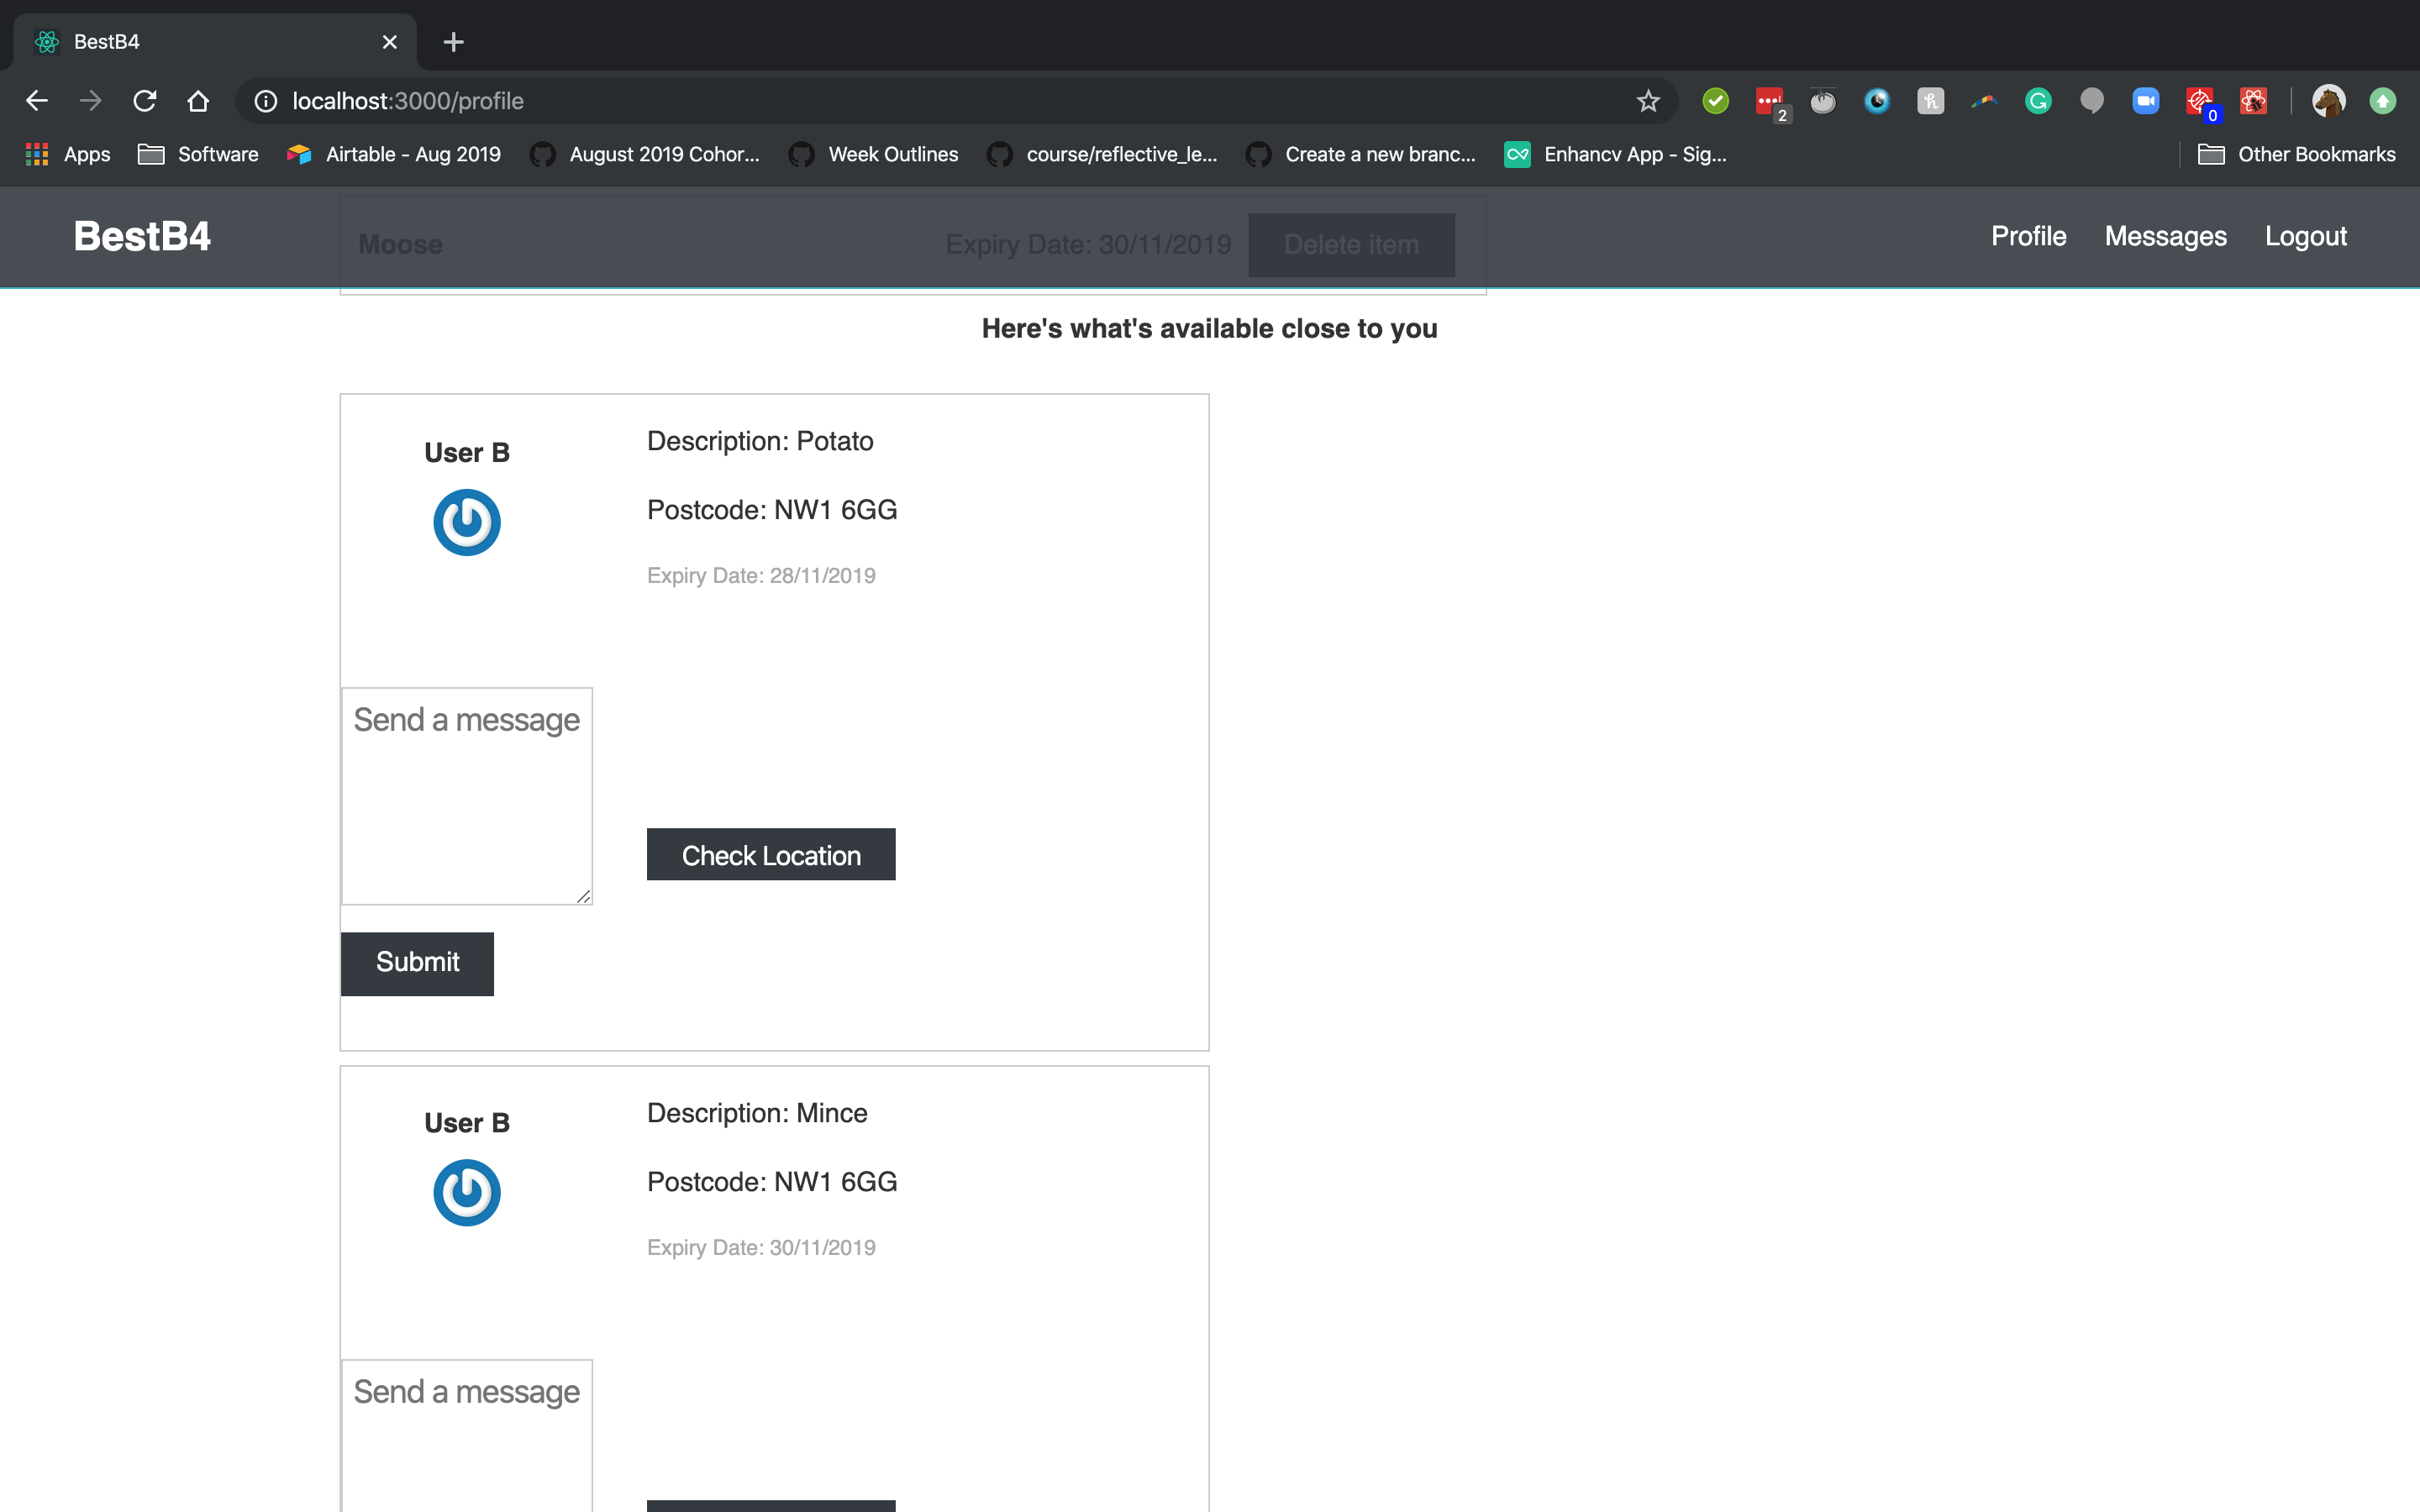 BestB4
localhost:3000/profile
2
0
Apps
Software
Airtable - Aug 2019
August 2019 Cohor...
Week Outlines
course/reflective_le...
Create a new branc...
Enhancv App - Sig...
Other Bookmarks
BestB4
Moose
Expiry Date: 30/11/2019
Delete item
Profile
Messages
Logout
Here's what's available close to you
User B
Description: Potato
Postcode: NW1 6GG
Expiry Date: 28/11/2019
Send a message
Check Location
Submit
User B
Description: Mince
Postcode: NW1 6GG
Expiry Date: 30/11/2019
Send a message